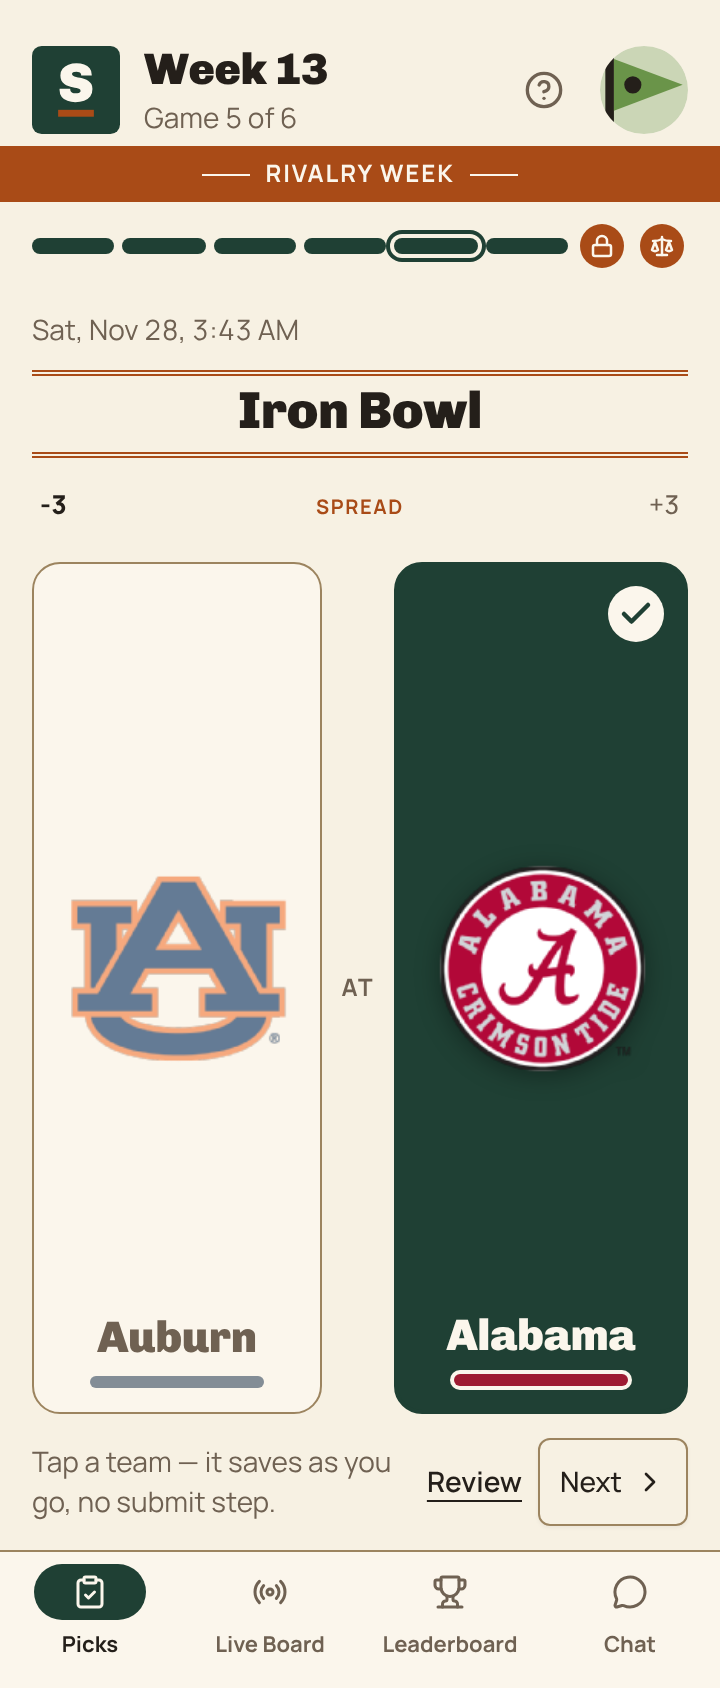 S
Week 13
Game 5 of 6
RIVALRY WEEK
Sat, Nov 28, 3:43 AM
Iron Bowl
-3 SPREAD +3
AU
®
AT
ALABAMA
A
CRIMSON TIDE
TM
Auburn
Alabama
Tap a team — it saves as you
go, no submit step.
Review
Next
Picks
Live Board
Leaderboard
Chat